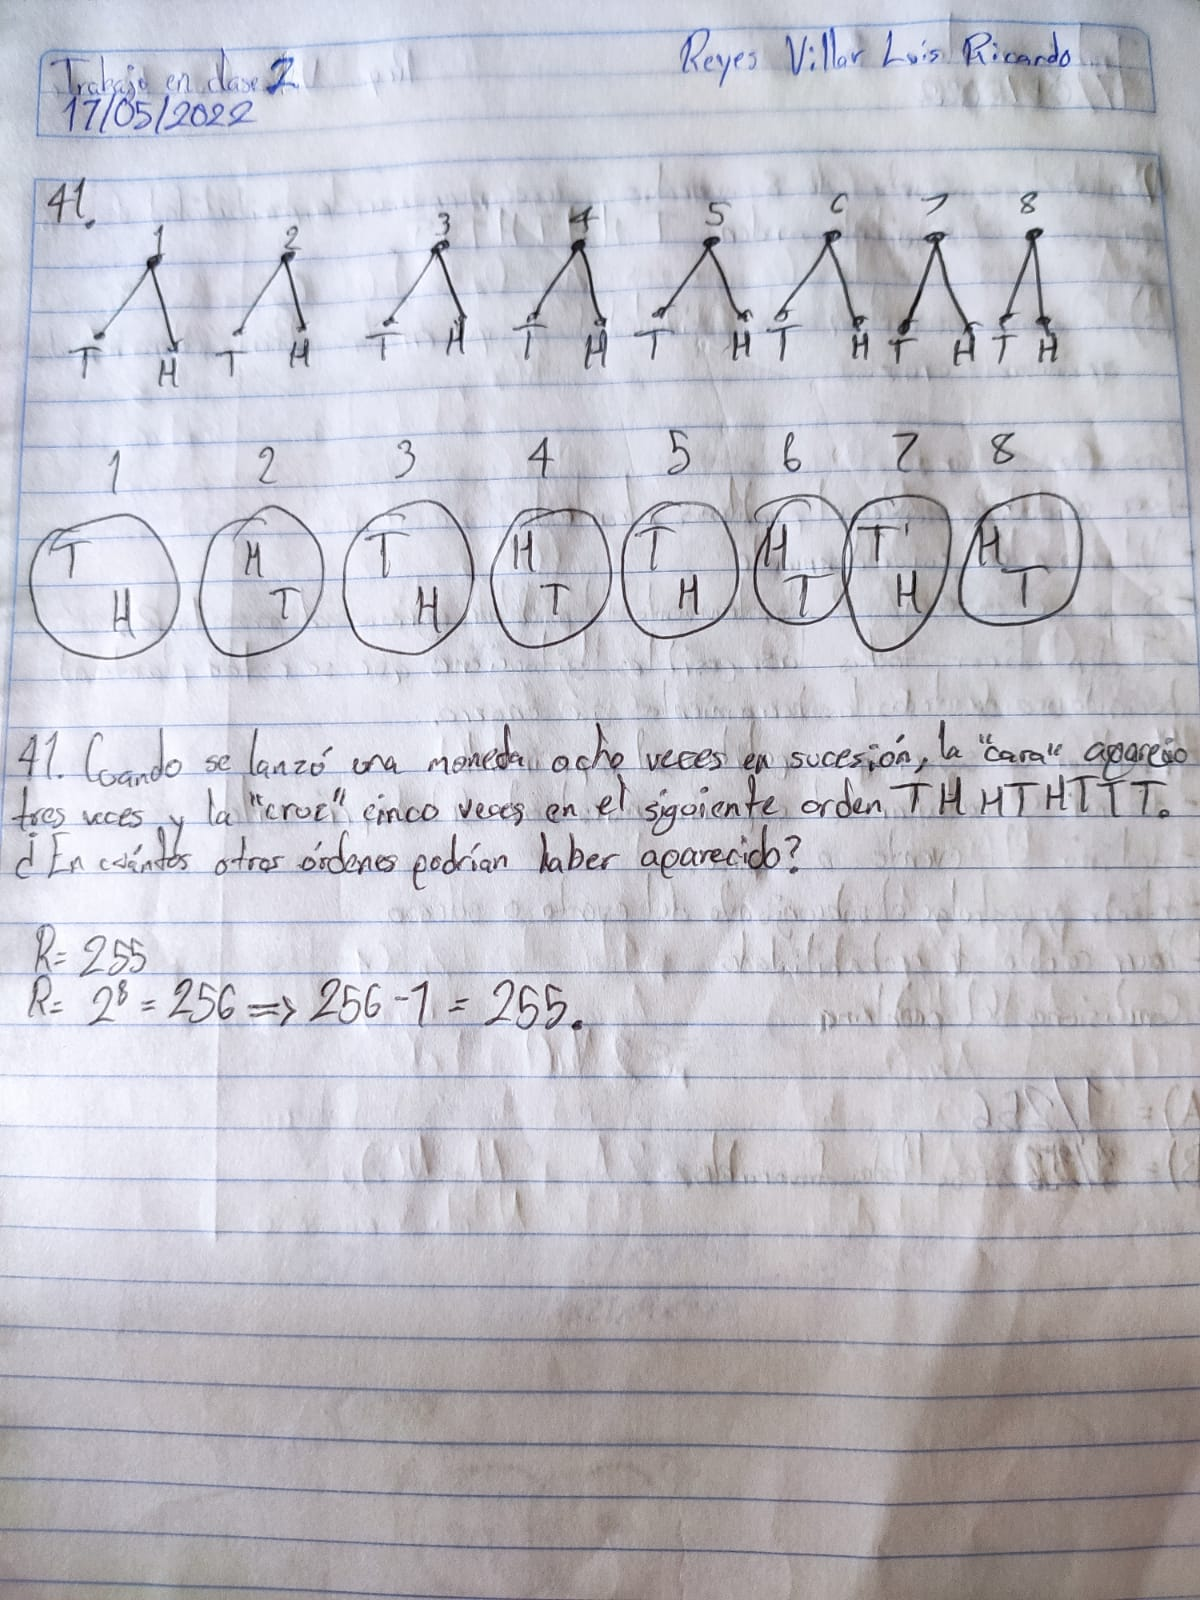 Trabajo en clase 2
Reyes Villar Luis Ricardo
17/05/2022
41.
1 2 3 4 5 6 7 8
T H T H T H T H T H T H T H T H
1 2 3 4 5 6 7 8
T H T H T H T H
H T H T H T H T
41. Cuando se lanzó una moneda ocho veces en sucesión, la "cara" apareció
tres veces y la "cruz" cinco veces en el siguiente orden THHTHTTT.
¿En cuántos otros órdenes podrían haber aparecido?
R= 255
R= 2⁸ = 256 => 256-1 = 255.